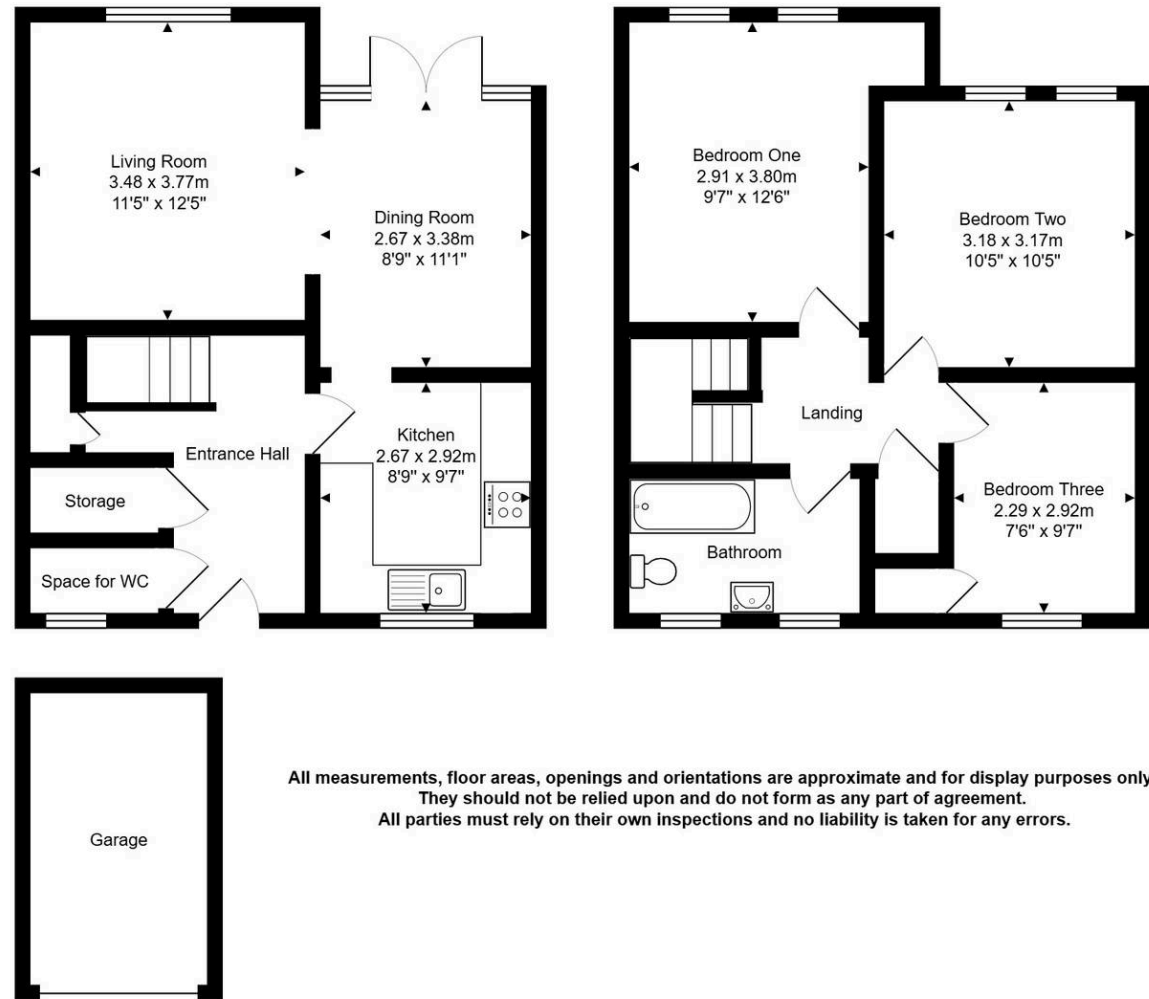 Living Room
3.48 x 3.77m
11'5" x 12'5"
Dining Room
2.67 x 3.38m
8'9" x 11'1"
Kitchen
2.67 x 2.92m
8'9" x 9'7"
Entrance Hall
Storage
Space for WC
Bedroom One
2.91 x 3.80m
9'7" x 12'6"
Bedroom Two
3.18 x 3.17m
10'5" x 10'5"
Landing
Bedroom Three
2.29 x 2.92m
7'6" x 9'7"
Bathroom
Garage
All measurements, floor areas, openings and orientations are approximate and for display purposes only
They should not be relied upon and do not form as any part of agreement.
All parties must rely on their own inspections and no liability is taken for any errors.